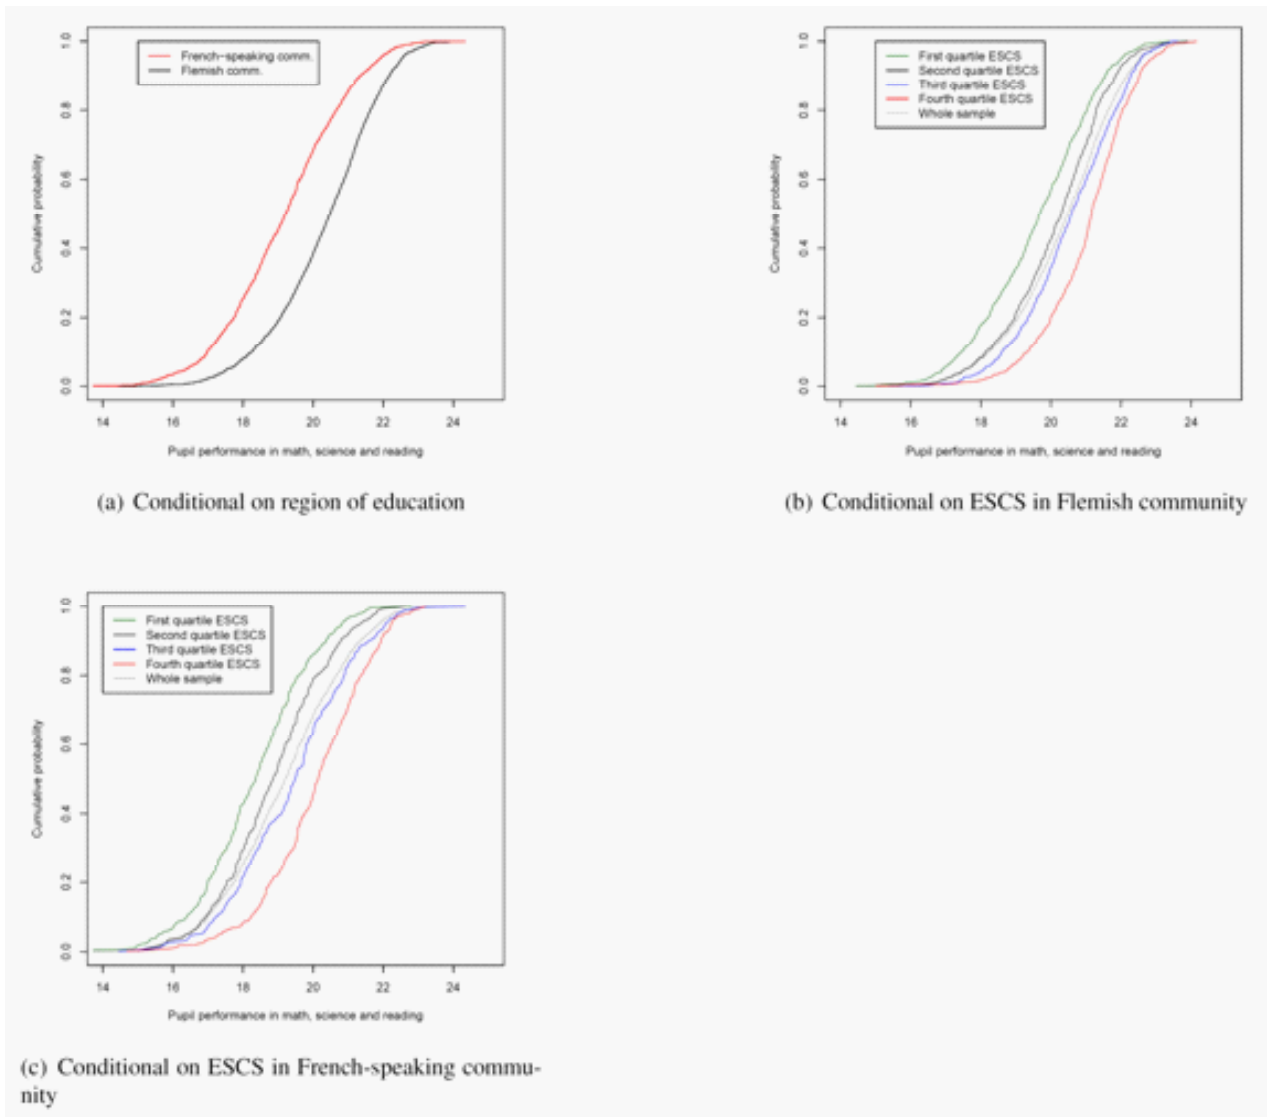 French-speaking comm.
Flemish comm.
Cumulative probability
0.0 0.2 0.4 0.6 0.8 1.0
14 16 18 20 22 24
Pupil performance in math, science and reading
(a) Conditional on region of education
First quartile ESCS
Second quartile ESCS
Third quartile ESCS
Fourth quartile ESCS
Whole sample
Cumulative probability
0.0 0.2 0.4 0.6 0.8 1.0
14 16 18 20 22 24
Pupil performance in math, science and reading
(b) Conditional on ESCS in Flemish community
First quartile ESCS
Second quartile ESCS
Third quartile ESCS
Fourth quartile ESCS
Whole sample
Cumulative probability
0.0 0.2 0.4 0.6 0.8 1.0
14 16 18 20 22 24
Pupil performance in math, science and reading
(c) Conditional on ESCS in French-speaking commu-
nity